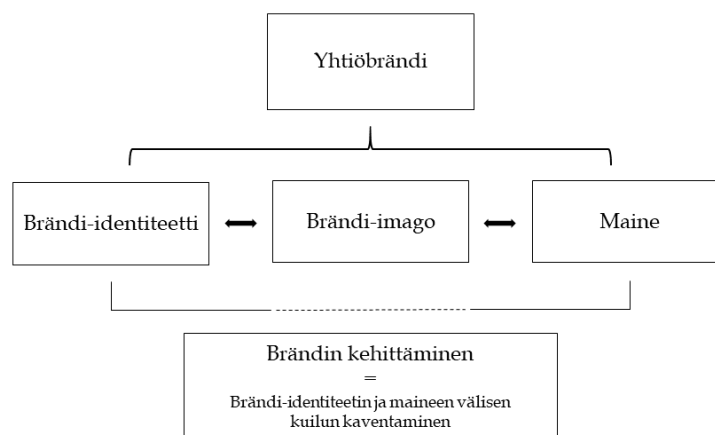 Yhtiöbrändi
Brändi-identiteetti
Brändi-imago
Maine
Brändin kehittäminen
=
Brändi-identiteetin ja maineen välisen
kuilun kaventaminen